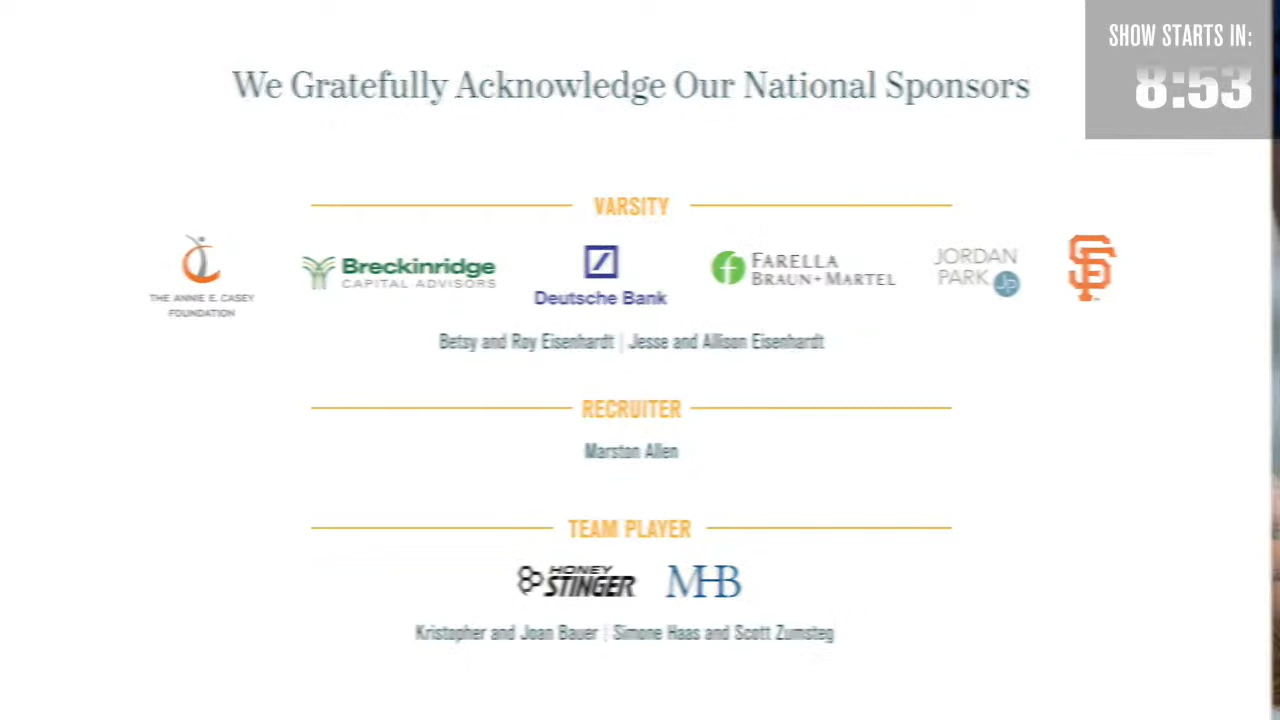 SHOW STARTS IN:
8:53
We Gratefully Acknowledge Our National Sponsors
VARSITY
THE ANNIE E. CASEY
FOUNDATION
Breckinridge
CAPITAL ADVISORS
Deutsche Bank
f
FARELLA
BRAUN+MARTEL
JORDAN
PARK JP
SF
Betsy and Roy Eisenhardt | Jesse and Allison Eisenhardt
RECRUITER
Marston Allen
TEAM PLAYER
HONEY
STINGER
MHB
Kristopher and Joan Bauer | Simone Haas and Scott Zumsteg